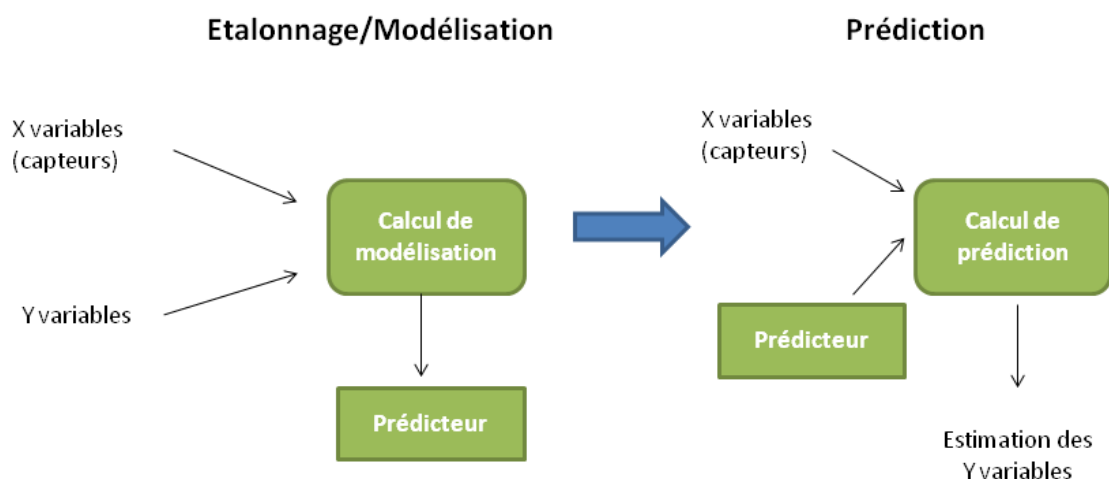 Etalonnage/Modélisation
X variables
(capteurs)
Y variables
Calcul de
modélisation
Prédicteur
Prédiction
X variables
(capteurs)
Prédicteur
Calcul de
prédiction
Estimation des
Y variables